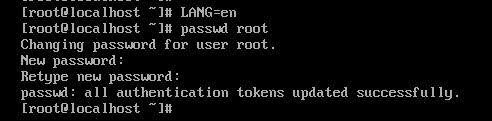 [root@localhost ~]# LANG=en
[root@localhost ~]# passwd root
Changing password for user root.
New password:
Retype new password:
passwd: all authentication tokens updated successfully.
[root@localhost ~]#